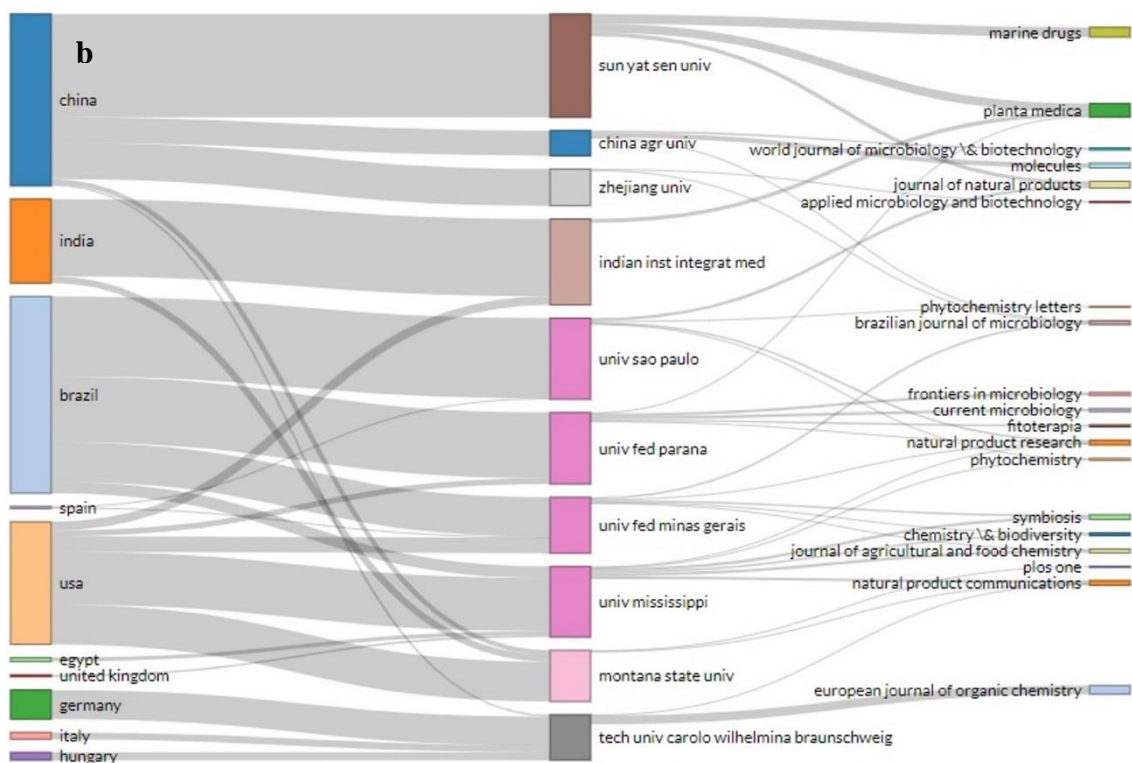 b
china
india
brazil
spain
usa
egypt
united kingdom
germany
italy
hungary
sun yat sen univ
china agr univ
zhejiang univ
indian inst integrat med
univ sao paulo
univ fed parana
univ fed minas gerais
univ mississippi
montana state univ
tech univ carolo wilhelmina braunschweig
marine drugs
planta medica
world journal of microbiology \& biotechnology
molecules
journal of natural products
applied microbiology and biotechnology
phytochemistry letters
brazilian journal of microbiology
frontiers in microbiology
current microbiology
fitoterapia
natural product research
phytochemistry
symbiosis
chemistry \& biodiversity
journal of agricultural and food chemistry
plos one
natural product communications
european journal of organic chemistry